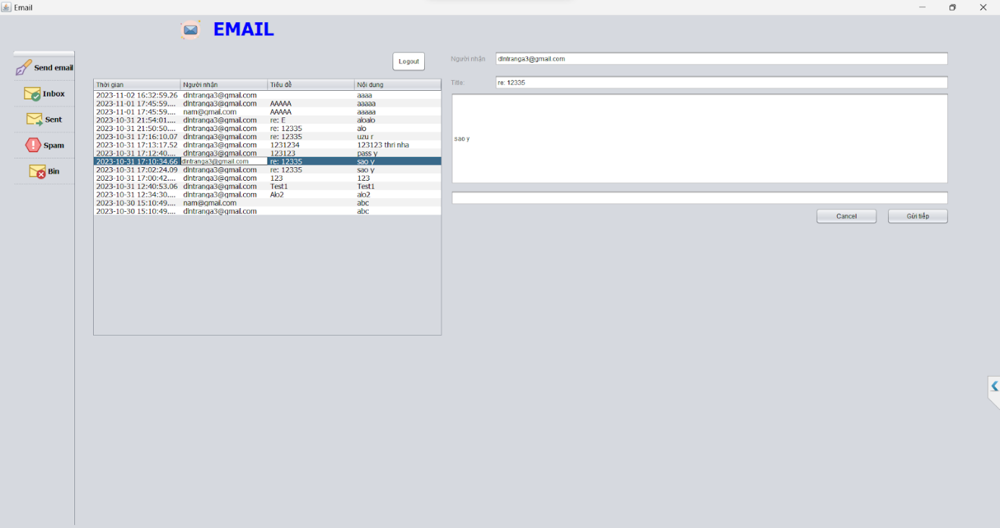 Email
EMAIL
Send email
Inbox
Sent
Spam
Bin
Logout
Thời gian Người nhận Tiêu đề Nội dung
2023-11-02 16:32:59.26 dlntranga3@gmail.com aaaa
2023-11-01 17:45:59.... dlntranga3@gmail.com AAAAA aaaaa
2023-11-01 17:45:59.... nam@gmail.com AAAAA aaaaa
2023-10-31 21:54:01.... dlntranga3@gmail.com re: E aloalo
2023-10-31 21:50:50.... dlntranga3@gmail.com re: 12335 alo
2023-10-31 17:16:10.07 dlntranga3@gmail.com re: 12335 uzu r
2023-10-31 17:13:17.52 dlntranga3@gmail.com 1231234 123123 thri nha
2023-10-31 17:12:40.... dlntranga3@gmail.com 123123 pass y
2023-10-31 17:10:34.66 dlntranga3@gmail.com re: 12335 sao y
2023-10-31 17:02:24.09 dlntranga3@gmail.com re: 12335 sao y
2023-10-31 17:00:42.... dlntranga3@gmail.com 123 123
2023-10-31 12:40:53.06 dlntranga3@gmail.com Test1 Test1
2023-10-31 12:34:30.... dlntranga3@gmail.com Alo2 alo2
2023-10-30 15:10:49.... nam@gmail.com abc
2023-10-30 15:10:49.... dlntranga3@gmail.com abc
Người nhận dlntranga3@gmail.com
Title: re: 12335
sao y
Cancel Gửi tiếp